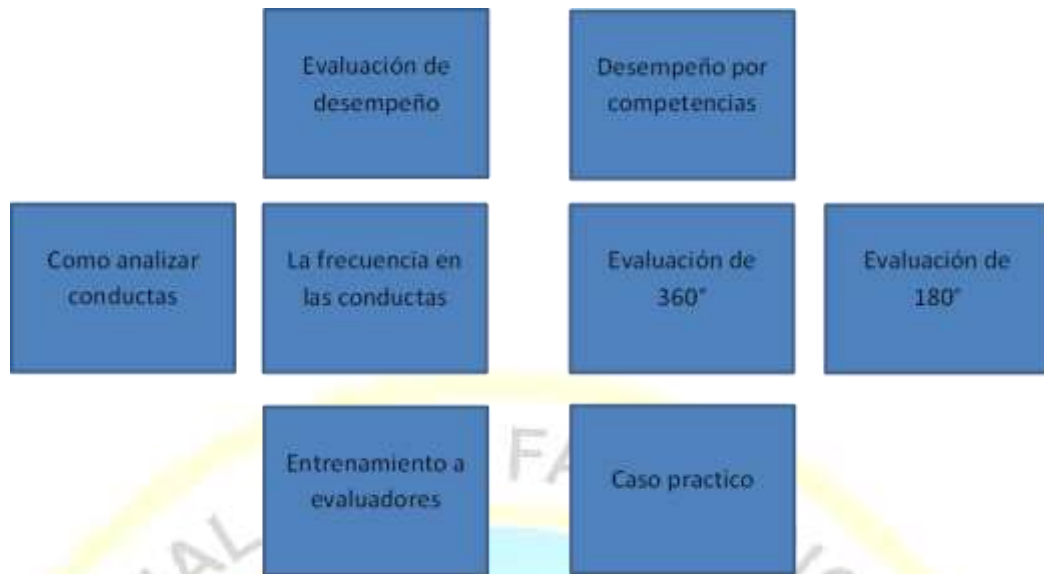 Evaluación de
desempeño
Desempeño por
competencias
Como analizar
conductas
La frecuencia en
las conductas
Evaluación de
360°
Evaluación de
180°
Entrenamiento a
evaluadores
Caso practico